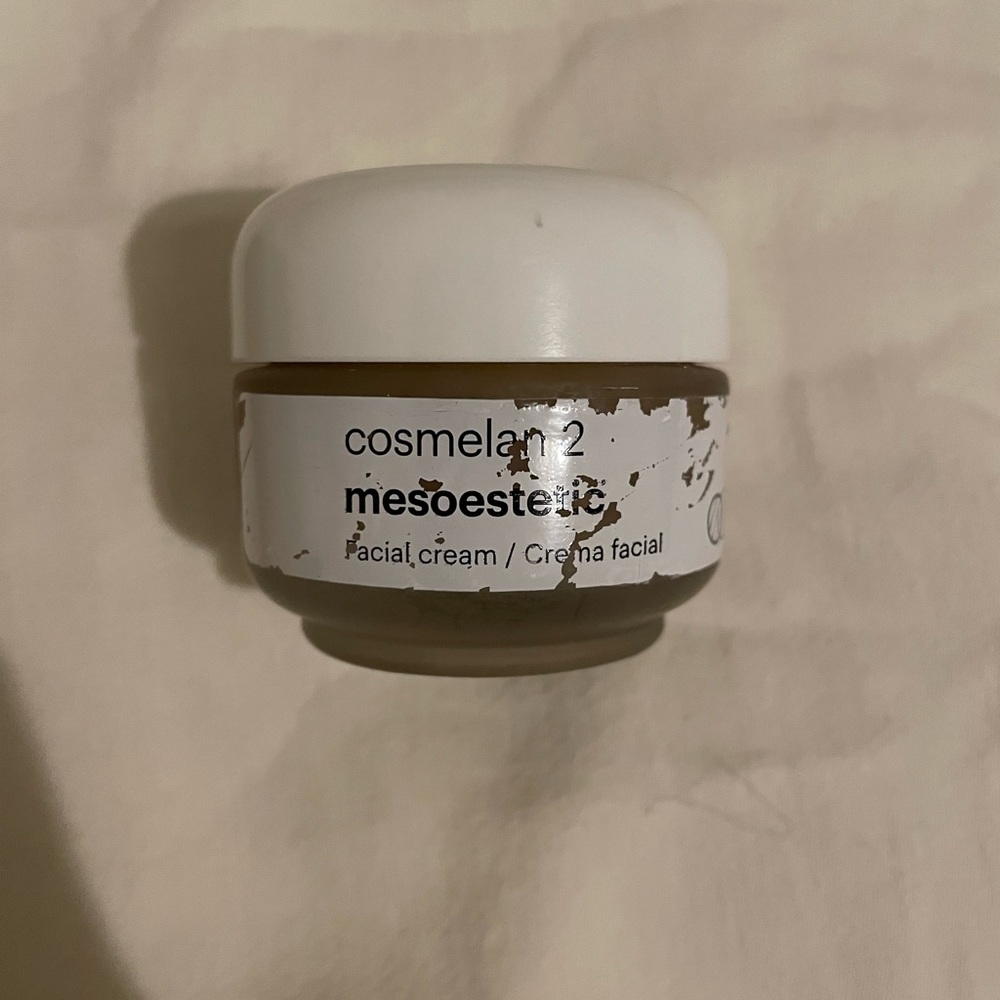 cosmelan 2
mesoestetic
Facial cream / Crema facial